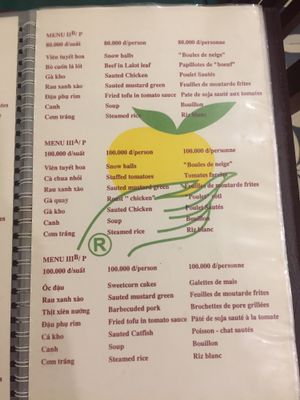 MENU IIB/ P
80.000 đ/suất 80.000 d/person 80.000 d/personne
Viên tuyết hoa Snow balls "Boules de neige"
Bò cuốn lá lốt Beef in Lalot leaf Papillotes de "boeuf"
Gà kho Sauted Chicken Poulet Sautés
Rau xanh xào Sauted mustard green Feuilles de moutarde frites
Đậu phụ rim Fried tofu in tomato sauce Pate de soja sauté aux tomates
Canh Soup Bouillon
Cơm trắng Steamed rice Riz blanc
MENU IIIA/ P
100.000 đ/suất 100.000 d/person 100.000 d/personne
Viên tuyết hoa Snow balls "Boules de neige"
Cà chua nhồi Stuffed tomatoes Tomates farcies
Rau xanh xào Sauted mustard green Feuilles de moutarde frites
Gà quay Roast "chicken" "Poulet" roti
Gà kho Sauted Chicken Poulet Sautés
Canh Soup Bouillon
Cơm trắng Steamed rice Riz blanc
®
MENU IIIB/ P
100.000 đ/suất 100.000 d/person 100.000 d/personne
Ốc đậu Sweetcorn cakes Galettes de maïs
Rau xanh xào Sauted mustard green Feuilles de moutarde frites
Thịt xiên nướng Barbecuded pork Brochettes de porc grillées
Đậu phụ rim Fried tofu in tomato sauce Pâté de soja sauté à la tomate
Cá kho Sauted Catfish Poisson - chat sautés
Canh Soup Bouillon
Cơm trắng Steamed rice Riz blanc